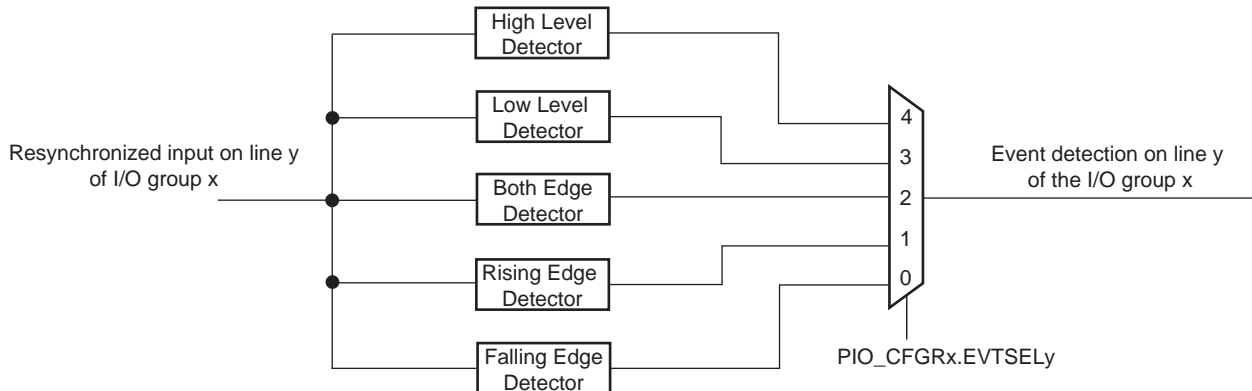 High Level
Detector
Low Level
Detector
Resynchronized input on line y
of I/O group x
Both Edge
Detector
Rising Edge
Detector
Falling Edge
Detector
4
3
2
1
0
Event detection on line y
of the I/O group x
PIO_CFGRx.EVTSELy